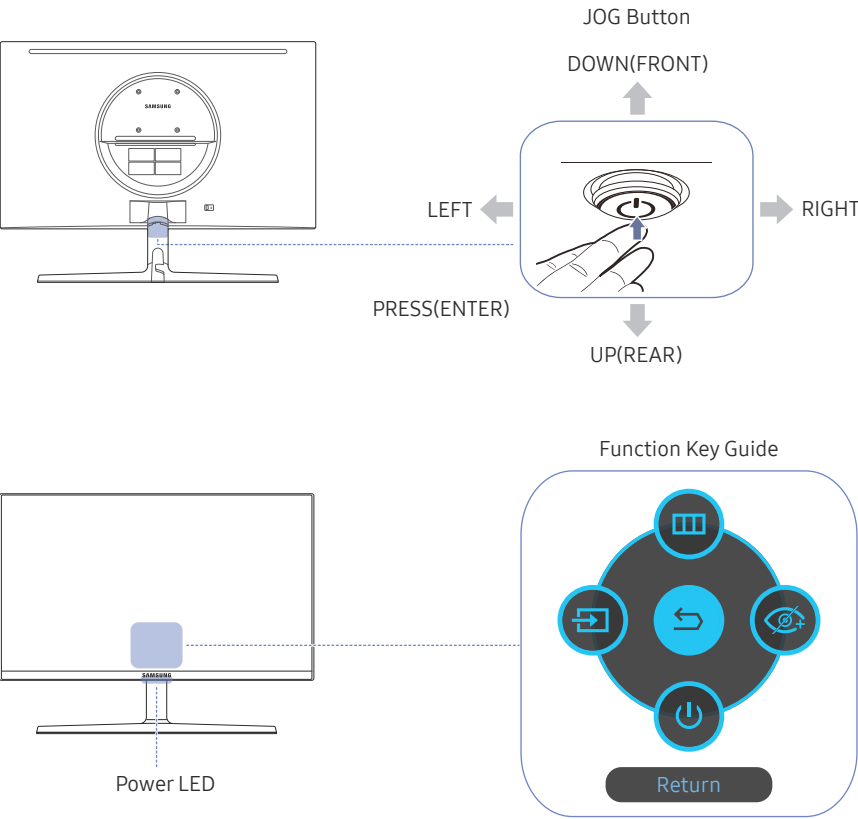 JOG Button
DOWN(FRONT)
SAMSUNG
LEFT
RIGHT
PRESS(ENTER)
UP(REAR)
Function Key Guide
SAMSUNG
Power LED
Return